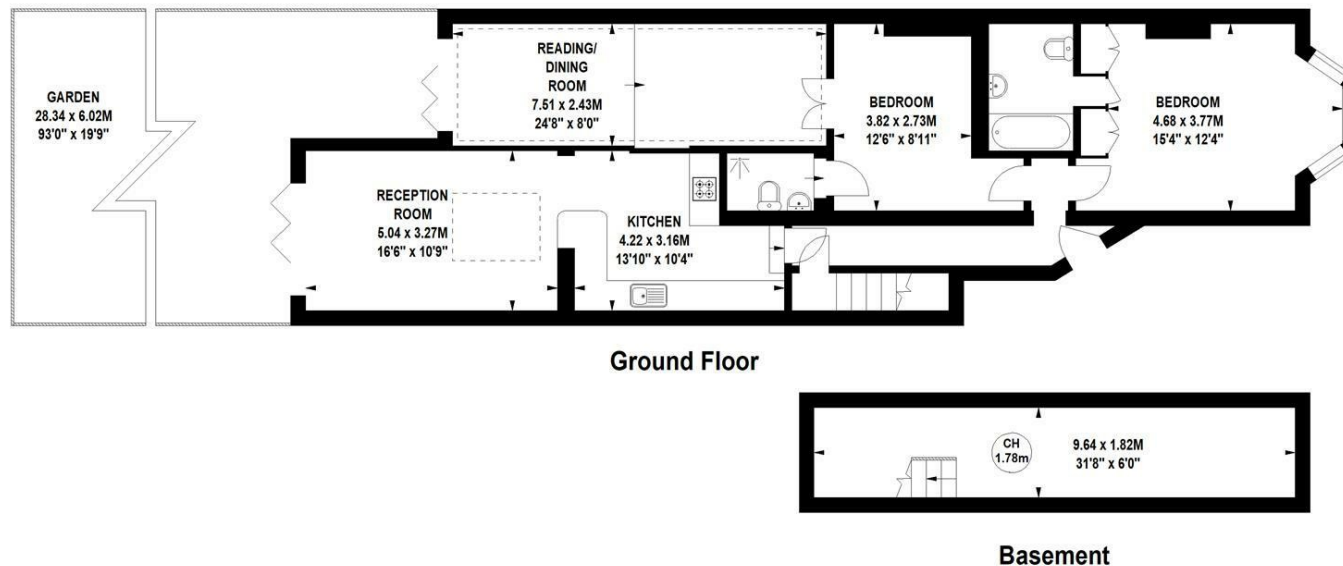 GARDEN
28.34 x 6.02M
93'0" x 19'9"
READING/
DINING
ROOM
7.51 x 2.43M
24'8" x 8'0"
BEDROOM
3.82 x 2.73M
12'6" x 8'11"
BEDROOM
4.68 x 3.77M
15'4" x 12'4"
RECEPTION
ROOM
5.04 x 3.27M
16'6" x 10'9"
KITCHEN
4.22 x 3.16M
13'10" x 10'4"
Ground Floor
CH
1.78m
9.64 x 1.82M
31'8" x 6'0"
Basement